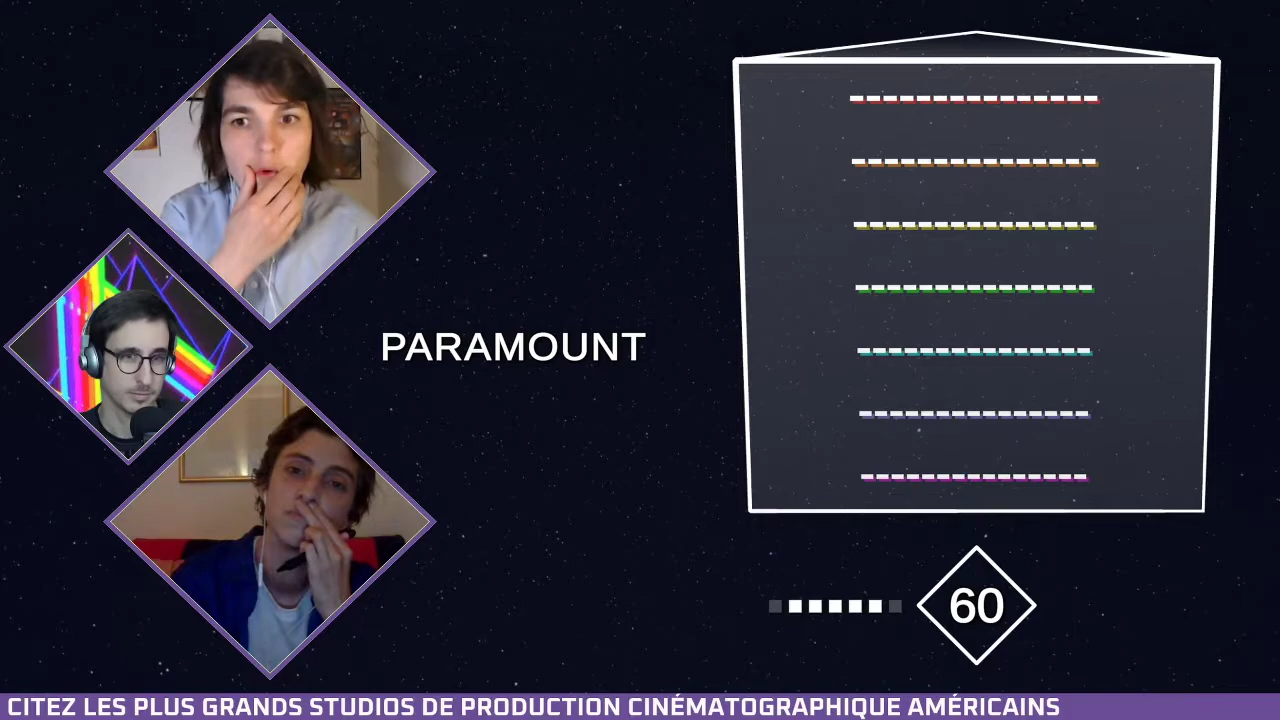 PARAMOUNT
60
CITEZ LES PLUS GRANDS STUDIOS DE PRODUCTION CINÉMATOGRAPHIQUE AMÉRICAINS